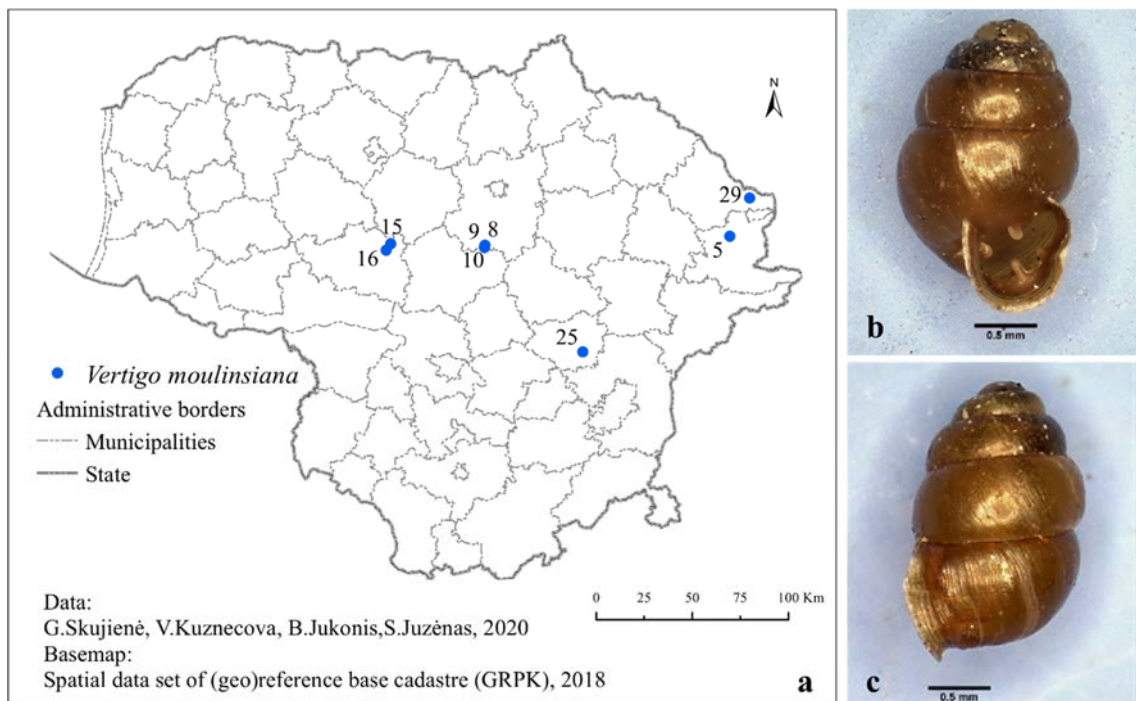 N
29
5
15
16
9 8
10
25
Vertigo moulinsiana
Administrative borders
Municipalities
State
0 25 50 75 100 Km
Data:
G.Skujienė, V.Kuznecova, B.Jukonis,S.Juzėnas, 2020
Basemap:
Spatial data set of (geo)reference base cadastre (GRPK), 2018
a
b
0.5 mm
c
0.5 mm